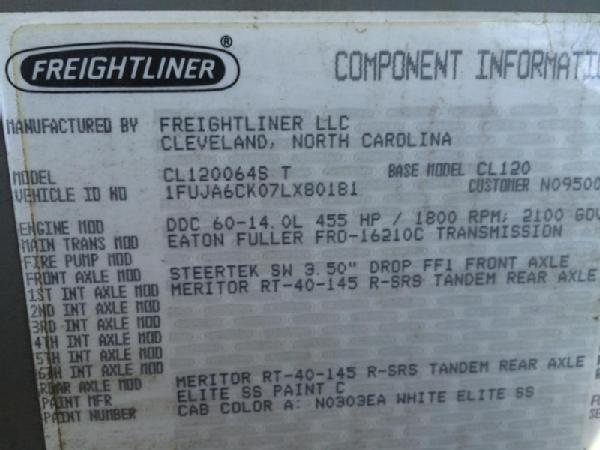 FREIGHTLINER®
COMPONENT INFORMATIO
MANUFACTURED BY FREIGHTLINER LLC
CLEVELAND, NORTH CAROLINA
MODEL CL120064S T BASE MODEL CL120
VEHICLE ID NO 1FUJA6CK07LX80181 CUSTOMER NO9500
ENGINE MOD DDC 60-14.0L 455 HP / 1800 RPM; 2100 GOV
MAIN TRANS MOD EATON FULLER FRO-16210C TRANSMISSION
FIRE PUMP MOD
FRONT AXLE MOD STEERTEK SW 3.50" DROP FF1 FRONT AXLE
1ST INT AXLE MOD MERITOR RT-40-145 R-SRS TANDEM REAR AXLE
2ND INT AXLE MOD
3RD INT AXLE MOD
4TH INT AXLE MOD
5TH INT AXLE MOD
6TH INT AXLE MOD
REAR AXLE MOD MERITOR RT-40-145 R-SRS TANDEM REAR AXLE
PAINT MFR ELITE SS PAINT C
PAINT NUMBER CAB COLOR A: N0303EA WHITE ELITE SS